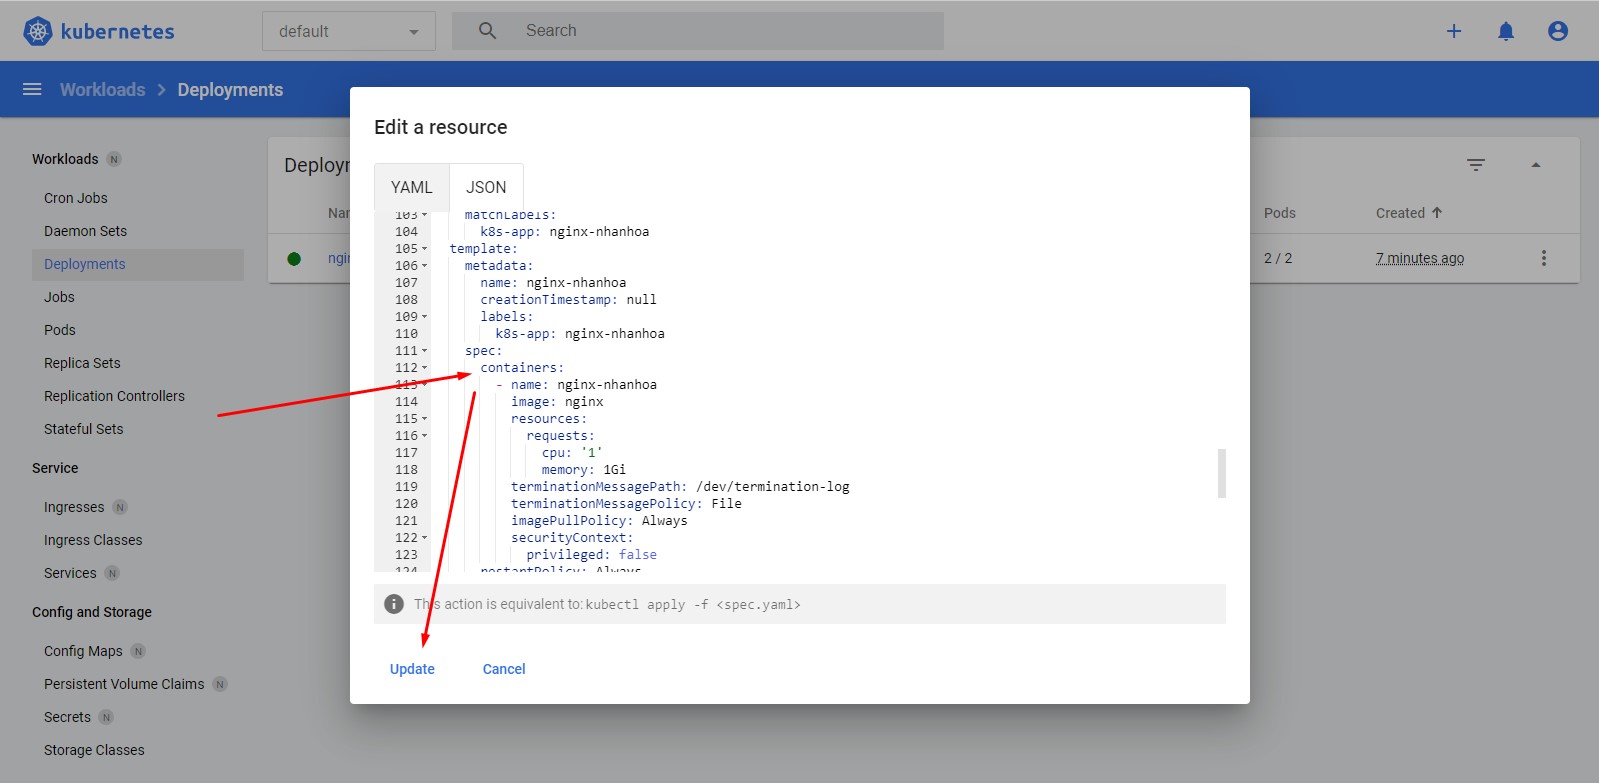 kubernetes
default
Search
Workloads
Deployments
Workloads N
Cron Jobs
Daemon Sets
Deployments
Jobs
Pods
Replica Sets
Replication Controllers
Stateful Sets
Service
Ingresses N
Ingress Classes
Services N
Config and Storage
Config Maps N
Persistent Volume Claims N
Secrets N
Storage Classes
Pods
Created
2 / 2
7 minutes ago
Edit a resource
YAML JSON
103 matchLabels:
104 k8s-app: nginx-nhanhoa
105 template:
106 metadata:
107 name: nginx-nhanhoa
108 creationTimestamp: null
109 labels:
110 k8s-app: nginx-nhanhoa
111 spec:
112 containers:
113 - name: nginx-nhanhoa
114 image: nginx
115 resources:
116 requests:
117 cpu: '1'
118 memory: 1Gi
119 terminationMessagePath: /dev/termination-log
120 terminationMessagePolicy: File
121 imagePullPolicy: Always
122 securityContext:
123 privileged: false
124 restartPolicy: Always
This action is equivalent to: kubectl apply -f <spec.yaml>
Update Cancel